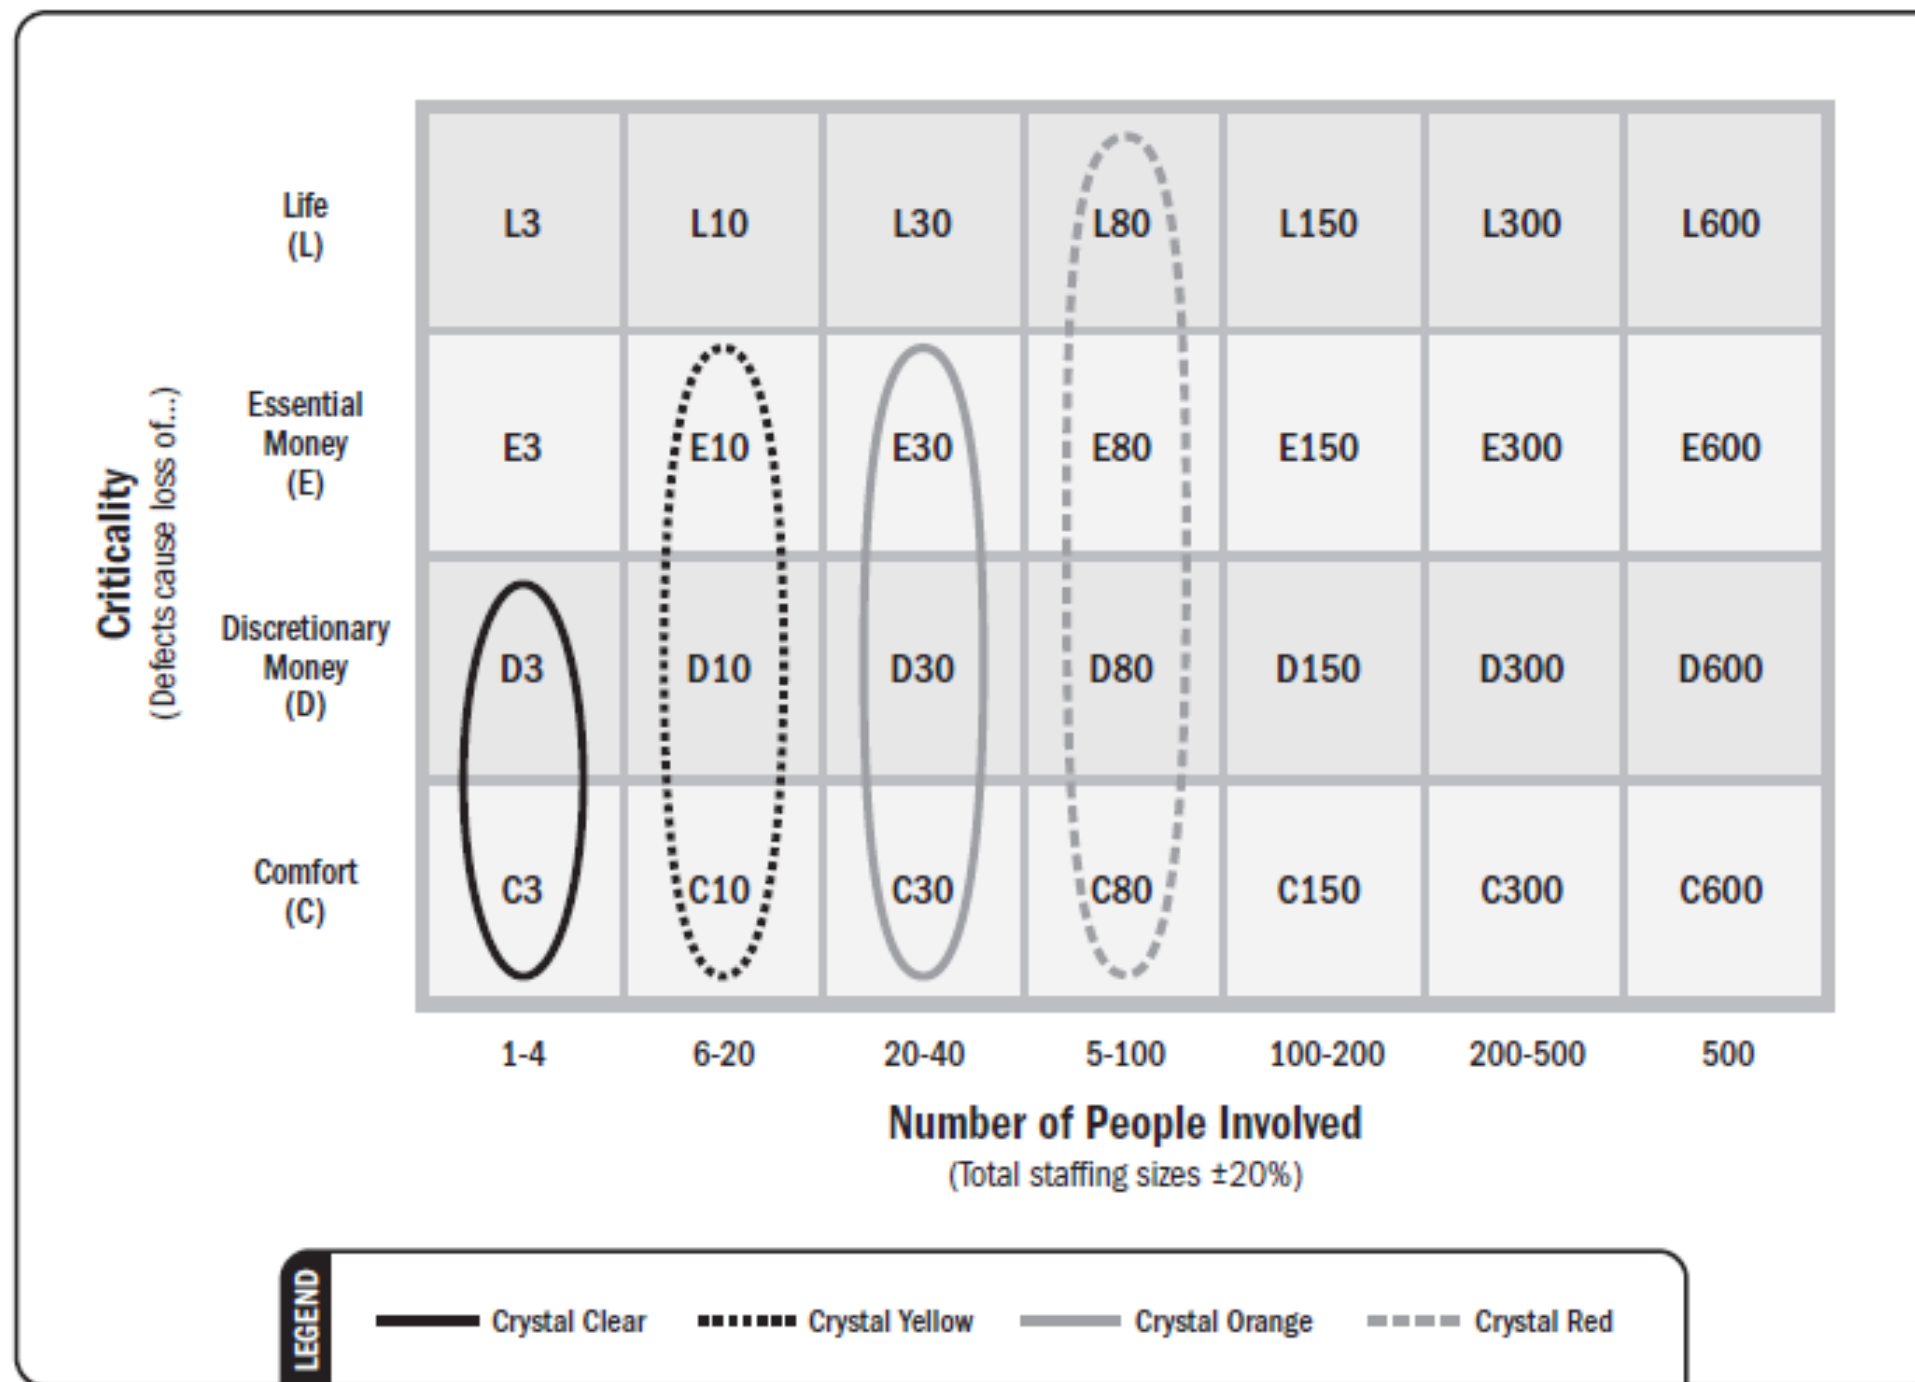 Criticality
(Defects cause loss of...)
Life
(L)
L3 L10 L30 L80 L150 L300 L600
Essential
Money
(E)
E3 E10 E30 E80 E150 E300 E600
Discretionary
Money
(D)
D3 D10 D30 D80 D150 D300 D600
Comfort
(C)
C3 C10 C30 C80 C150 C300 C600
1-4 6-20 20-40 5-100 100-200 200-500 500
Number of People Involved
(Total staffing sizes ±20%)
LEGEND
Crystal Clear Crystal Yellow Crystal Orange Crystal Red